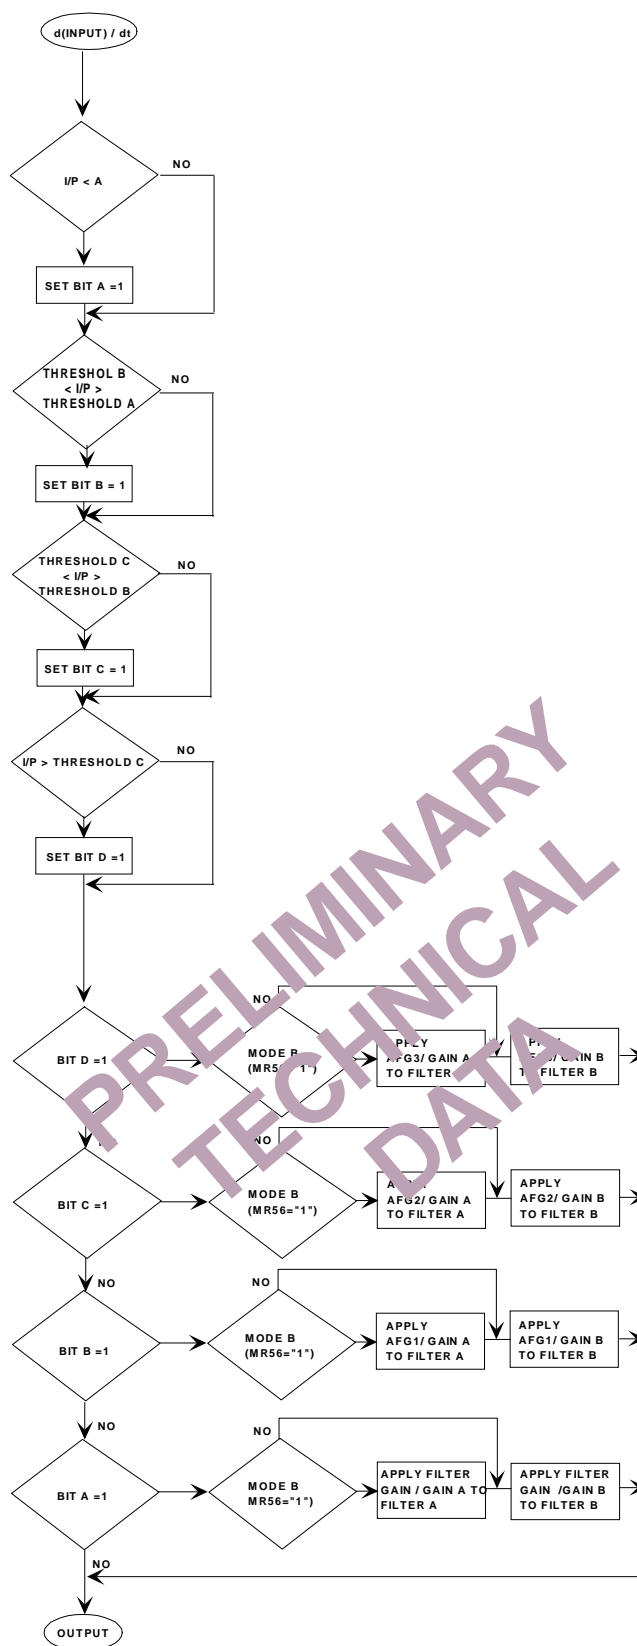 d(INPUT) / dt
I/P < A
NO
SET BIT A =1
THRESHOL B
< I/P >
THRESHOLD A
NO
SET BIT B = 1
THRESHOLD C
< I/P >
THRESHOLD B
NO
SET BIT C = 1
I/P > THRESHOLD C
NO
SET BIT D =1
PRELIMINARY
TECHNICAL
DATA
BIT D =1
NO
MODE B
AFG3/ GAIN A
TO FILTER
GAIN B
TO FILTER B
BIT C =1
NO
MODE B
(MR56="1")
AFG2/ GAIN A
TO FILTER A
APPLY
AFG2/ GAIN B
TO FILTER B
NO
BIT B =1
NO
MODE B
(MR56="1")
APPLY
AFG1/ GAIN A
TO FILTER A
APPLY
AFG1/ GAIN B
TO FILTER B
NO
BIT A =1
NO
MODE B
MR56="1")
APPLY FILTER
GAIN / GAIN A TO
FILTER A
APPLY FILTER
GAIN /GAIN B
TO FILTER B
NO
OUTPUT